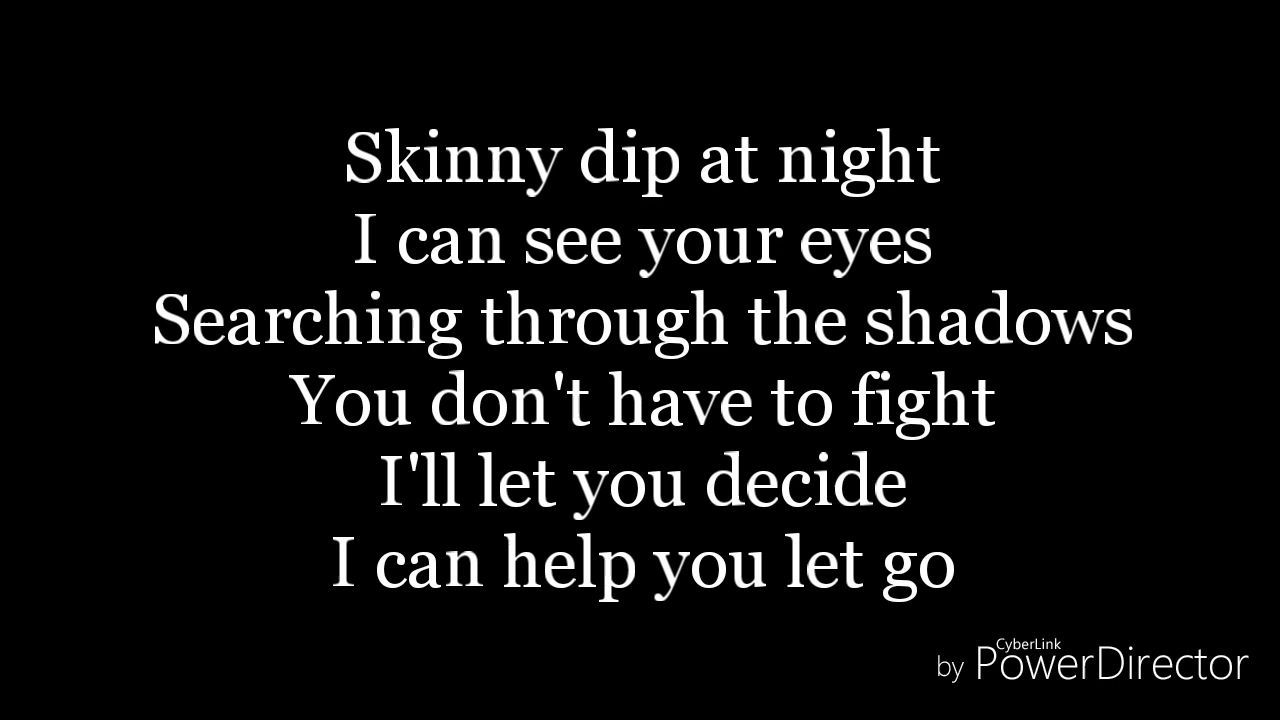 Skinny dip at night
I can see your eyes
Searching through the shadows
You don't have to fight
I'll let you decide
I can help you let go
by CyberLink PowerDirector